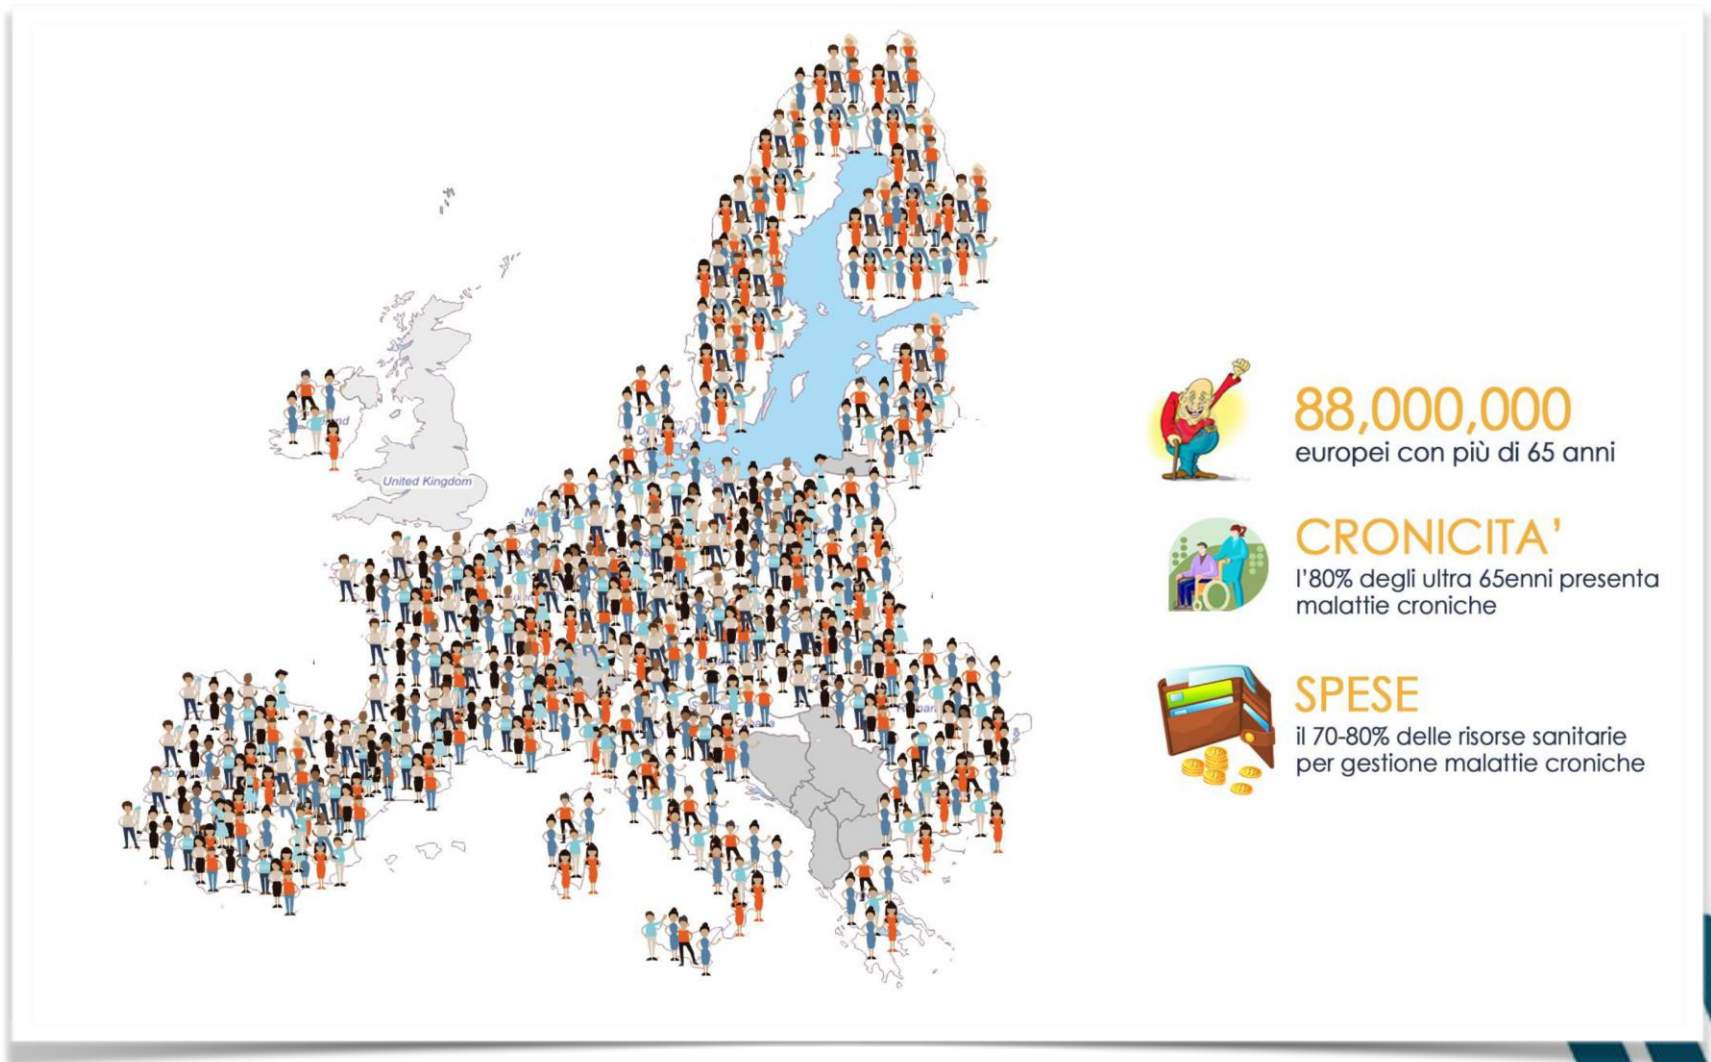 United Kingdom
88,000,000
europei con più di 65 anni
CRONICITA'
l'80% degli ultra 65enni presenta
malattie croniche
SPESE
il 70-80% delle risorse sanitarie
per gestione malattie croniche